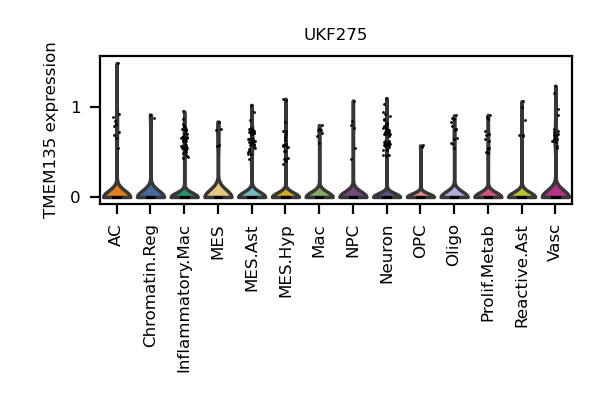 UKF275
TMEM135 expression
1
0
AC
Chromatin.Reg
Inflammatory.Mac
MES
MES.Ast
MES.Hyp
Mac
NPC
Neuron
OPC
Oligo
Prolif.Metab
Reactive.Ast
Vasc